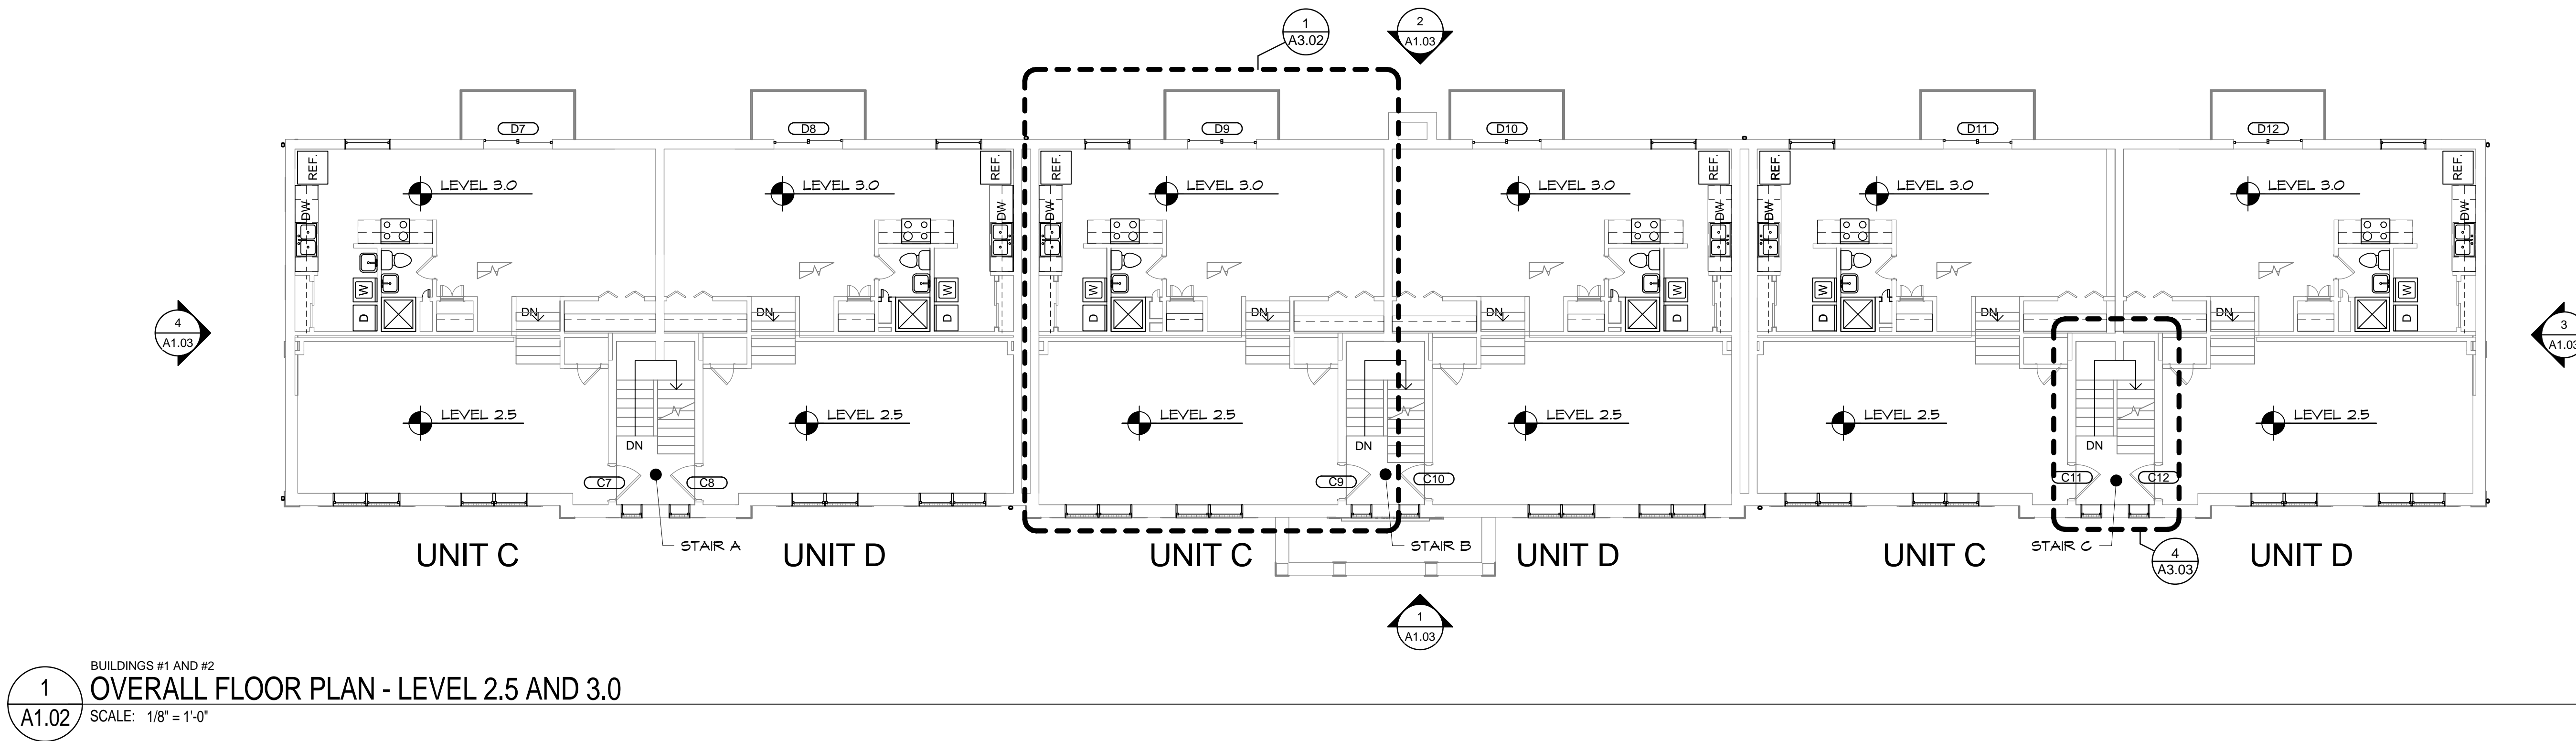 1
A3.02
2
A1.03
D7
D8
D9
D10
D11
D12
REF.
REF.
REF.
REF.
REF.
REF.
LEVEL 3.0
LEVEL 3.0
LEVEL 3.0
LEVEL 3.0
LEVEL 3.0
LEVEL 3.0
DW
DW
DW
DW
DW
DW
W
W
W
W
W
W
D
D
D
D
D
D
DN
DN
DN
DN
DN
DN
4
A1.03
3
A1.03
LEVEL 2.5
LEVEL 2.5
LEVEL 2.5
LEVEL 2.5
LEVEL 2.5
LEVEL 2.5
DN
DN
DN
C7
C8
C9
C10
C11
C12
UNIT C
STAIR A
UNIT D
UNIT C
STAIR B
UNIT D
UNIT C
STAIR C
UNIT D
4
A3.03
1
A1.03
BUILDINGS #1 AND #2
1
OVERALL FLOOR PLAN - LEVEL 2.5 AND 3.0
A1.02
SCALE: 1/8" = 1'-0"